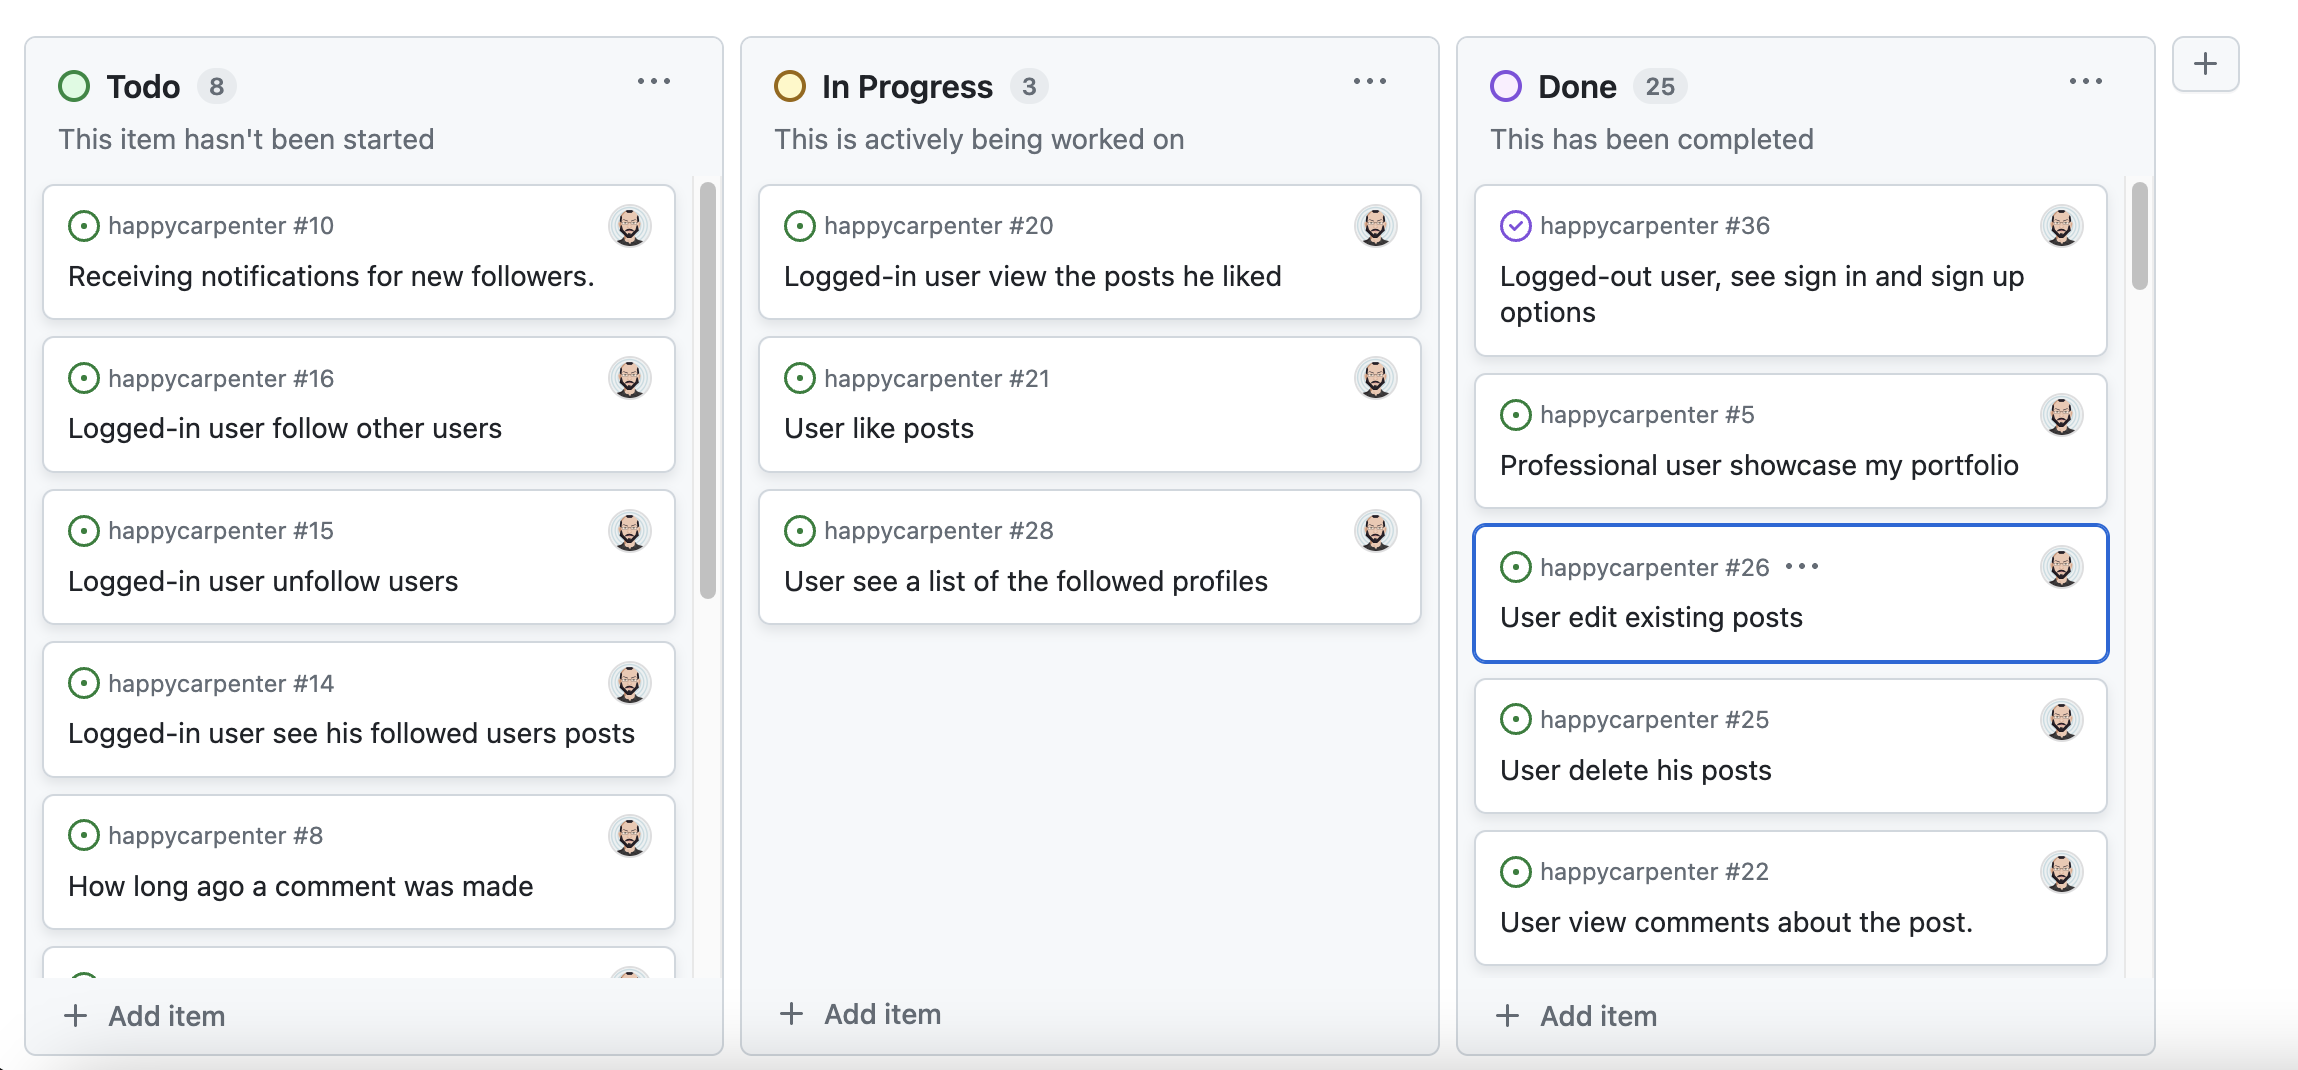 Todo 8
This item hasn't been started
happycarpenter #10
Receiving notifications for new followers.
happycarpenter #16
Logged-in user follow other users
happycarpenter #15
Logged-in user unfollow users
happycarpenter #14
Logged-in user see his followed users posts
happycarpenter #8
How long ago a comment was made
+ Add item
In Progress 3
This is actively being worked on
happycarpenter #20
Logged-in user view the posts he liked
happycarpenter #21
User like posts
happycarpenter #28
User see a list of the followed profiles
+ Add item
Done 25
This has been completed
happycarpenter #36
Logged-out user, see sign in and sign up
options
happycarpenter #5
Professional user showcase my portfolio
happycarpenter #26
User edit existing posts
happycarpenter #25
User delete his posts
happycarpenter #22
User view comments about the post.
+ Add item